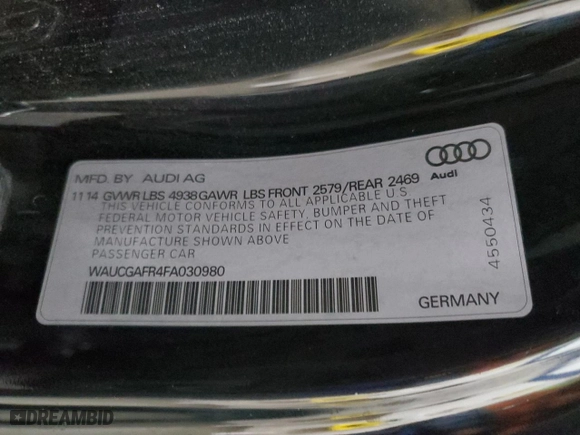 MFD. BY AUDI AG
Audi
11 14 GVWR LBS 4938 GAWR LBS FRONT 2579/REAR 2469
THIS VEHICLE CONFORMS TO ALL APPLICABLE U.S.
FEDERAL MOTOR VEHICLE SAFETY, BUMPER AND THEFT
PREVENTION STANDARDS IN EFFECT ON THE DATE OF
MANUFACTURE SHOWN ABOVE
PASSENGER CAR
WAUCGAFR4FA030980
4550434
GERMANY
DREAMBID